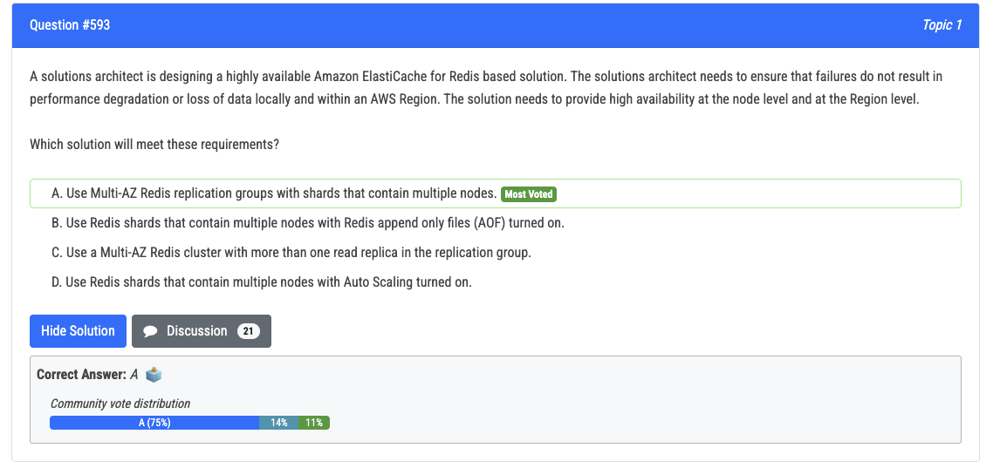 Question #593
Topic 1
A solutions architect is designing a highly available Amazon ElastiCache for Redis based solution. The solutions architect needs to ensure that failures do not result in
performance degradation or loss of data locally and within an AWS Region. The solution needs to provide high availability at the node level and at the Region level.
Which solution will meet these requirements?
A. Use Multi-AZ Redis replication groups with shards that contain multiple nodes. Most Voted
B. Use Redis shards that contain multiple nodes with Redis append only files (AOF) turned on.
C. Use a Multi-AZ Redis cluster with more than one read replica in the replication group.
D. Use Redis shards that contain multiple nodes with Auto Scaling turned on.
Hide Solution
Discussion 21
Correct Answer: A
Community vote distribution
A (75%) 14% 11%